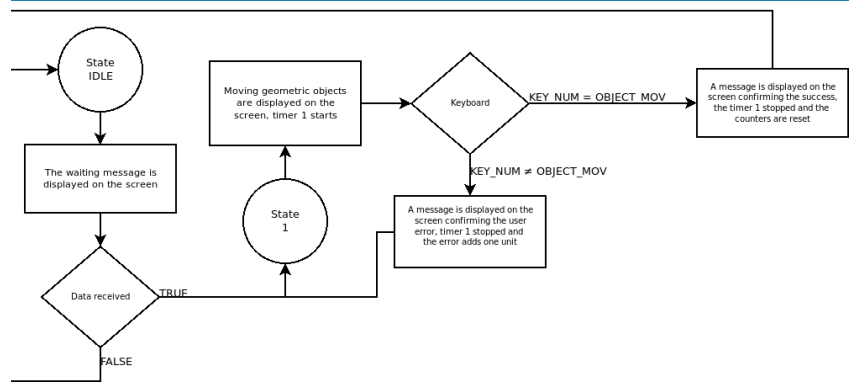 State
IDLE
The waiting message is
displayed on the screen
Data received
TRUE
FALSE
State
1
Moving geometric objects
are displayed on the
screen, timer 1 starts
Keyboard
KEY_NUM = OBJECT_MOV
KEY_NUM ≠ OBJECT_MOV
A message is displayed on the
screen confirming the user
error, timer 1 stopped and
the error adds one unit
A message is displayed on the
screen confirming the success,
the timer 1 stopped and the
counters are reset